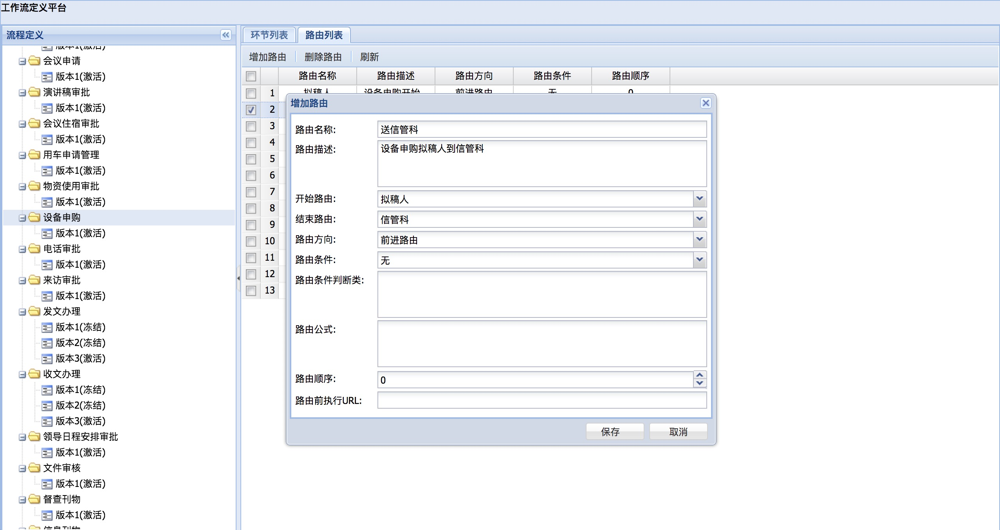 工作流定义平台
流程定义
版本1(激活)
会议申请
版本1(激活)
演讲稿审批
版本1(激活)
会议住宿审批
版本1(激活)
用车申请管理
版本1(激活)
物资使用审批
版本1(激活)
设备申购
版本1(激活)
电话审批
版本1(激活)
来访审批
版本1(激活)
发文办理
版本1(冻结)
版本2(冻结)
版本3(激活)
收文办理
版本1(冻结)
版本2(冻结)
版本3(激活)
领导日程安排审批
版本1(激活)
文件审核
版本1(激活)
督查刊物
版本1(激活)
信息刊物
环节列表 路由列表
增加路由 删除路由 刷新
路由名称 路由描述 路由方向 路由条件 路由顺序
1 拟稿人 设备申购开始 前进路由 无 0
2
3
4
5
6
7
8
9
10
11
12
13
增加路由
路由名称: 送信管科
路由描述: 设备申购拟稿人到信管科
开始路由: 拟稿人
结束路由: 信管科
路由方向: 前进路由
路由条件: 无
路由条件判断类:
路由公式:
路由顺序: 0
路由前执行URL:
保存 取消